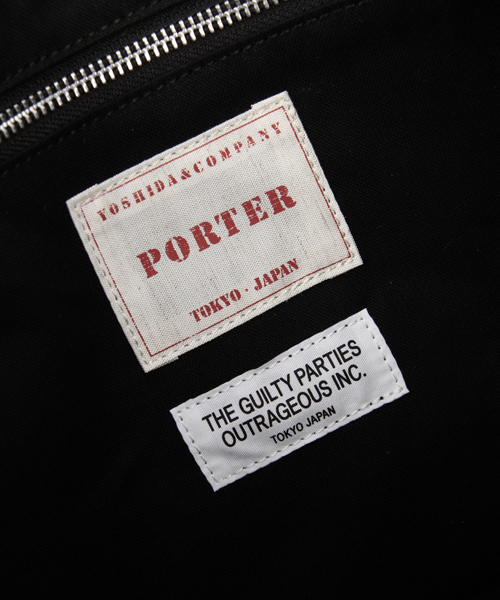 YOSHIDA&COMPANY
PORTER
TOKYO・JAPAN
THE GUILTY PARTIES
OUTRAGEOUS INC.
TOKYO JAPAN